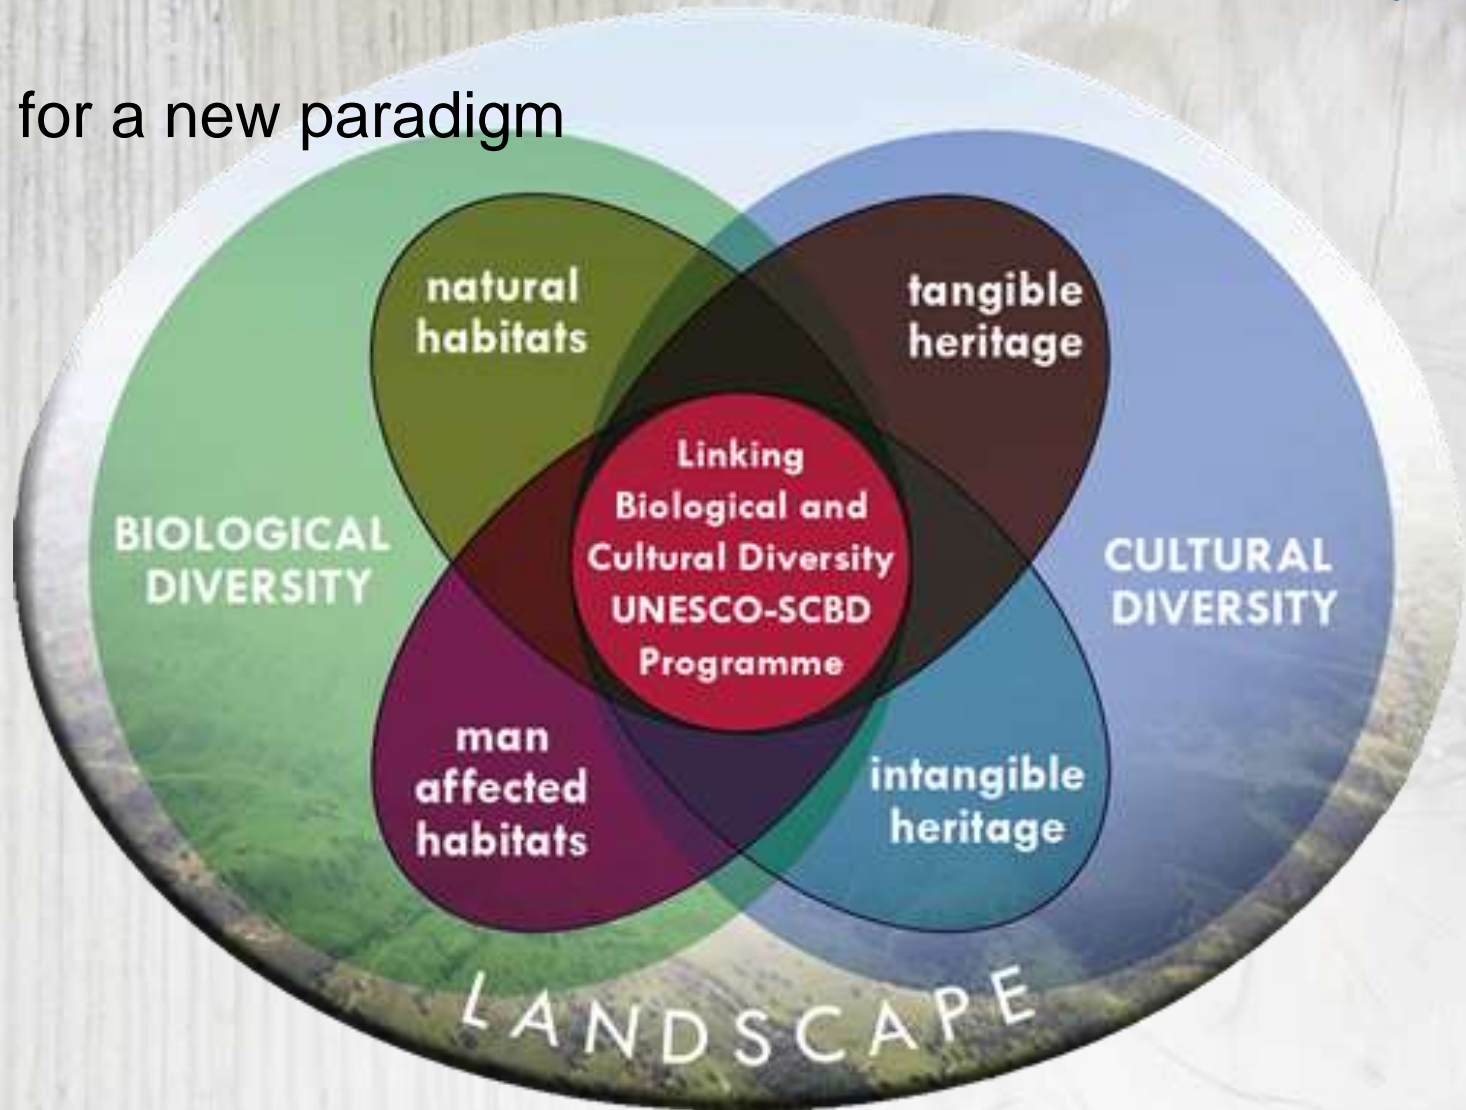 for a new paradigm
natural
habitats
tangible
heritage
Linking
Biological and
Cultural Diversity
UNESCO-SCBD
Programme
BIOLOGICAL
DIVERSITY
CULTURAL
DIVERSITY
man
affected
habitats
intangible
heritage
LANDSCAPE